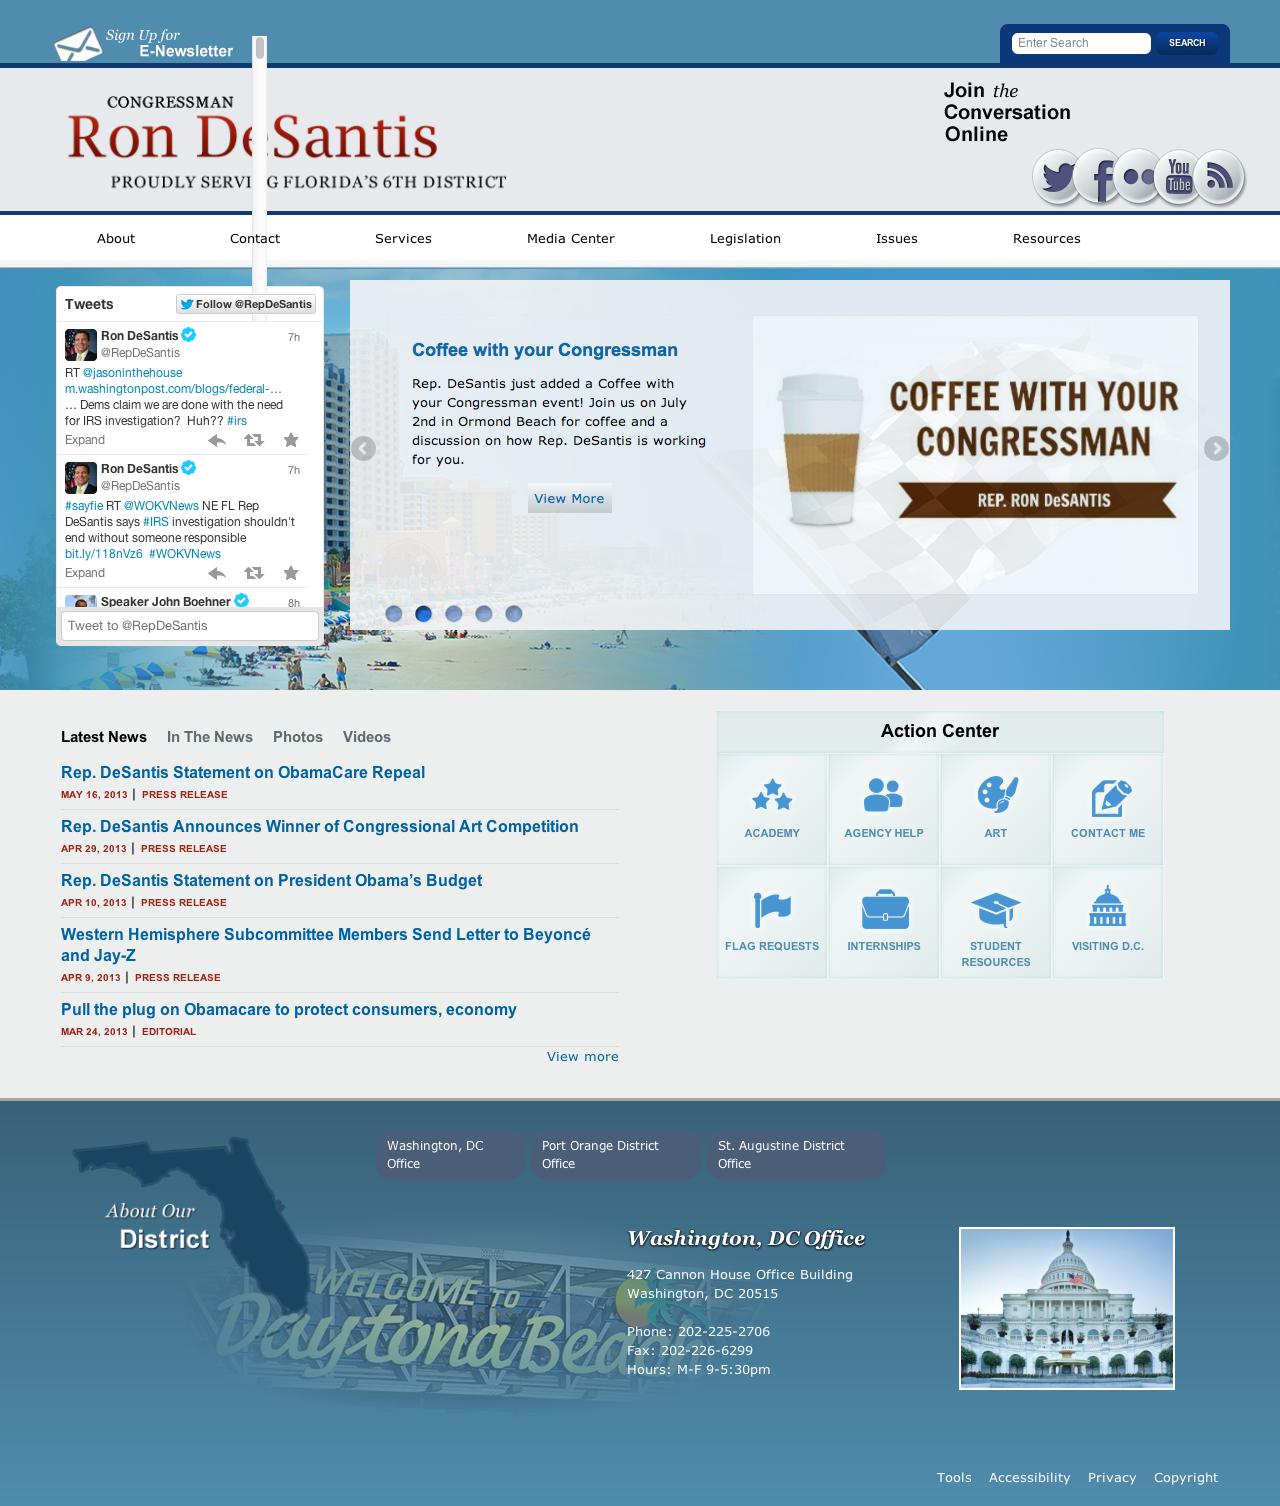 Sign Up for
E-Newsletter
Enter Search
SEARCH
CONGRESSMAN
Ron DeSantis
PROUDLY SERVING FLORIDA'S 6TH DISTRICT
Join the
Conversation
Online
You
Tube
About
Contact
Services
Media Center
Legislation
Issues
Resources
Tweets
Follow @RepDeSantis
Ron DeSantis 7h
@RepDeSantis
RT @jasoninthehouse
m.washingtonpost.com/blogs/federal-…
… Dems claim we are done with the need
for IRS investigation? Huh?? #irs
Expand
Ron DeSantis 7h
@RepDeSantis
#sayfie RT @WOKVNews NE FL Rep
DeSantis says #IRS investigation shouldn't
end without someone responsible
bit.ly/118nVz6 #WOKVNews
Expand
Speaker John Boehner 8h
Tweet to @RepDeSantis
Coffee with your Congressman
Rep. DeSantis just added a Coffee with
your Congressman event! Join us on July
2nd in Ormond Beach for coffee and a
discussion on how Rep. DeSantis is working
for you.
View More
COFFEE WITH YOUR
CONGRESSMAN
REP. RON DeSANTIS
Latest News
In The News
Photos
Videos
Rep. DeSantis Statement on ObamaCare Repeal
MAY 16, 2013 | PRESS RELEASE
Rep. DeSantis Announces Winner of Congressional Art Competition
APR 29, 2013 | PRESS RELEASE
Rep. DeSantis Statement on President Obama's Budget
APR 10, 2013 | PRESS RELEASE
Western Hemisphere Subcommittee Members Send Letter to Beyoncé
and Jay-Z
APR 9, 2013 | PRESS RELEASE
Pull the plug on Obamacare to protect consumers, economy
MAR 24, 2013 | EDITORIAL
View more
Action Center
ACADEMY
AGENCY HELP
ART
CONTACT ME
FLAG REQUESTS
INTERNSHIPS
STUDENT
RESOURCES
VISITING D.C.
Washington, DC
Office
Port Orange District
Office
St. Augustine District
Office
About Our
District
WELCOME TO
Daytona Beach
Washington, DC Office
427 Cannon House Office Building
Washington, DC 20515
Phone: 202-225-2706
Fax: 202-226-6299
Hours: M-F 9-5:30pm
Tools
Accessibility
Privacy
Copyright